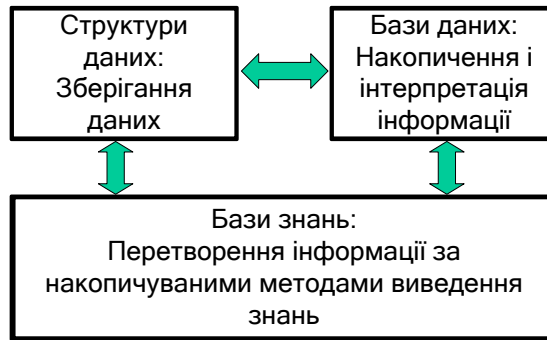 Структури
даних:
Зберігання
даних
Бази даних:
Накопичення і
інтерпретація
інформації
Бази знань:
Перетворення інформації за
накопичуваними методами виведення
знань